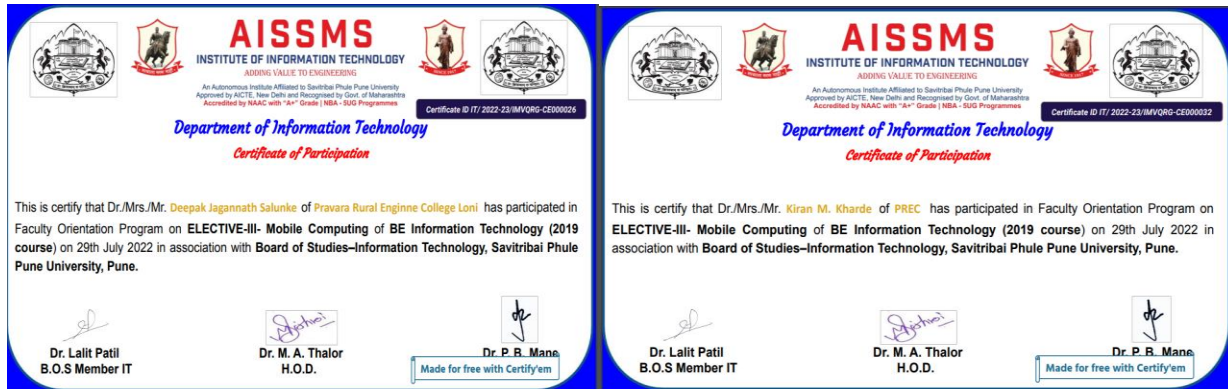 AISSMS
INSTITUTE OF INFORMATION TECHNOLOGY
ADDING VALUE TO ENGINEERING
An Autonomous Institute Affiliated to Savitribai Phule Pune University
Approved by AICTE, New Delhi and Recognised by Govt. of Maharashtra
Accredited by NAAC with "A+" Grade | NBA - 5UG Programmes
Certificate ID IT/ 2022-23/IMVQRG-CE000026
Department of Information Technology
Certificate of Participation
This is certify that Dr./Mrs./Mr. Deepak Jagannath Salunke of Pravara Rural Enginne College Loni has participated in
Faculty Orientation Program on ELECTIVE-III- Mobile Computing of BE Information Technology (2019
course) on 29th July 2022 in association with Board of Studies–Information Technology, Savitribai Phule
Pune University, Pune.
Dr. Lalit Patil
B.O.S Member IT
Dr. M. A. Thalor
H.O.D.
Dr. P. B. Mane
Made for free with Certify'em
AISSMS
INSTITUTE OF INFORMATION TECHNOLOGY
ADDING VALUE TO ENGINEERING
An Autonomous Institute Affiliated to Savitribai Phule Pune University
Approved by AICTE, New Delhi and Recognised by Govt. of Maharashtra
Accredited by NAAC with "A+" Grade | NBA - 5UG Programmes
Certificate ID IT/ 2022-23/IMVQRG-CE000032
Department of Information Technology
Certificate of Participation
This is certify that Dr./Mrs./Mr. Kiran M. Kharde of PREC has participated in Faculty Orientation Program on
ELECTIVE-III- Mobile Computing of BE Information Technology (2019 course) on 29th July 2022 in
association with Board of Studies–Information Technology, Savitribai Phule Pune University, Pune.
Dr. Lalit Patil
B.O.S Member IT
Dr. M. A. Thalor
H.O.D.
Dr. P. B. Mane
Made for free with Certify'em